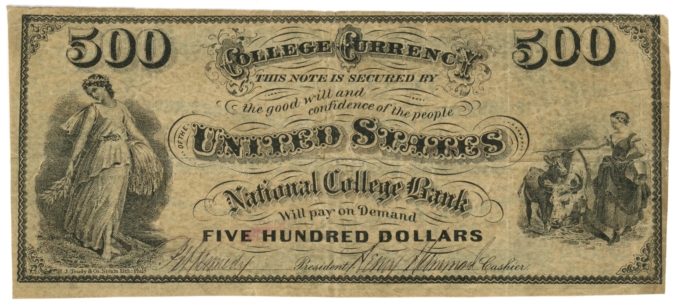 500 COLLEGE CURRENCY 500
THIS NOTE IS SECURED BY
the good will and
confidence of the people
OF THE
UNITED STATES
National College Bank
Will pay on Demand
FIVE HUNDRED DOLLARS
President Cashier